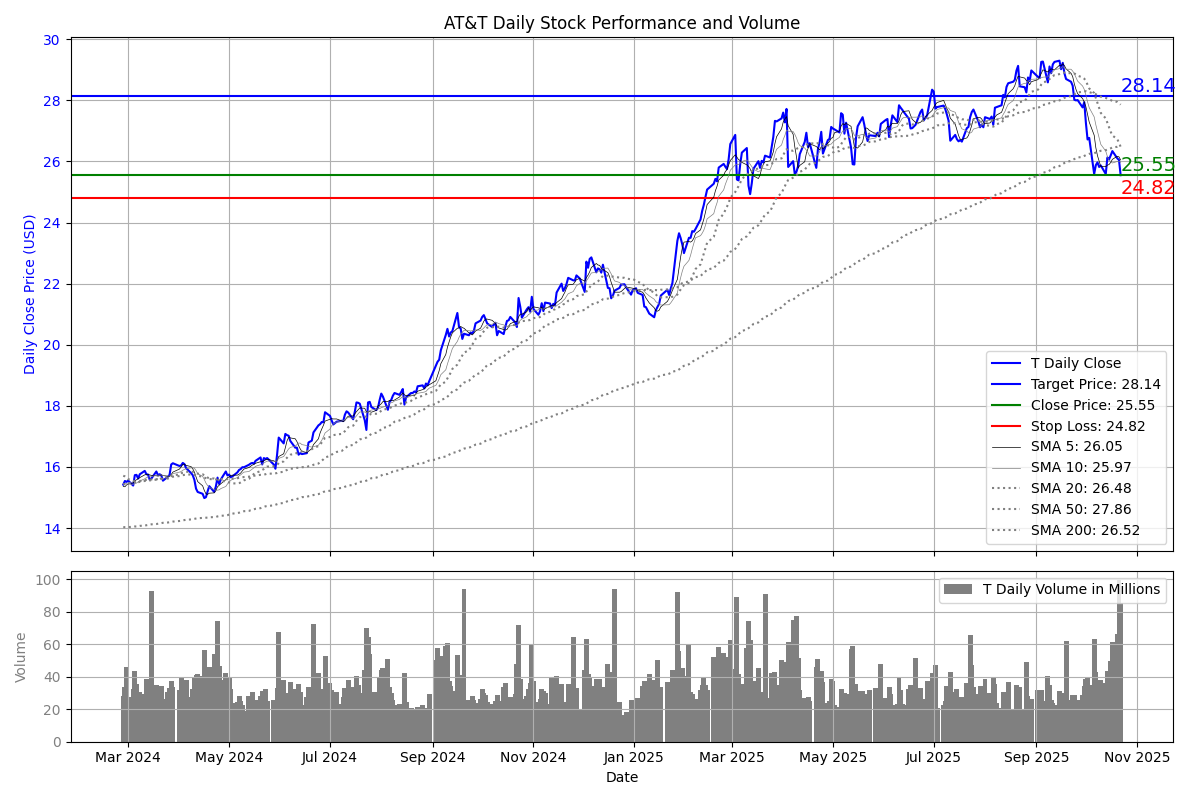 AT&T Daily Stock Performance and Volume
30
28
26
24
22
20
18
16
14
Daily Close Price (USD)
28.14
25.55
24.82
T Daily Close
Target Price: 28.14
Close Price: 25.55
Stop Loss: 24.82
SMA 5: 26.05
SMA 10: 25.97
SMA 20: 26.48
SMA 50: 27.86
SMA 200: 26.52
100
80
60
40
20
0
Volume
T Daily Volume in Millions
Mar 2024 May 2024 Jul 2024 Sep 2024 Nov 2024 Jan 2025 Mar 2025 May 2025 Jul 2025 Sep 2025 Nov 2025
Date